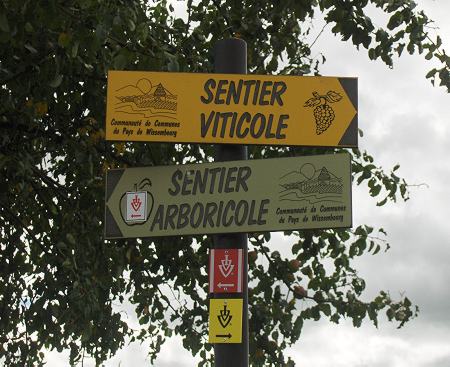 SENTIER
VITICOLE
Communauté de Communes
du Pays de Wissembourg
SENTIER
ARBORICOLE
Communauté de Communes
du Pays de Wissembourg